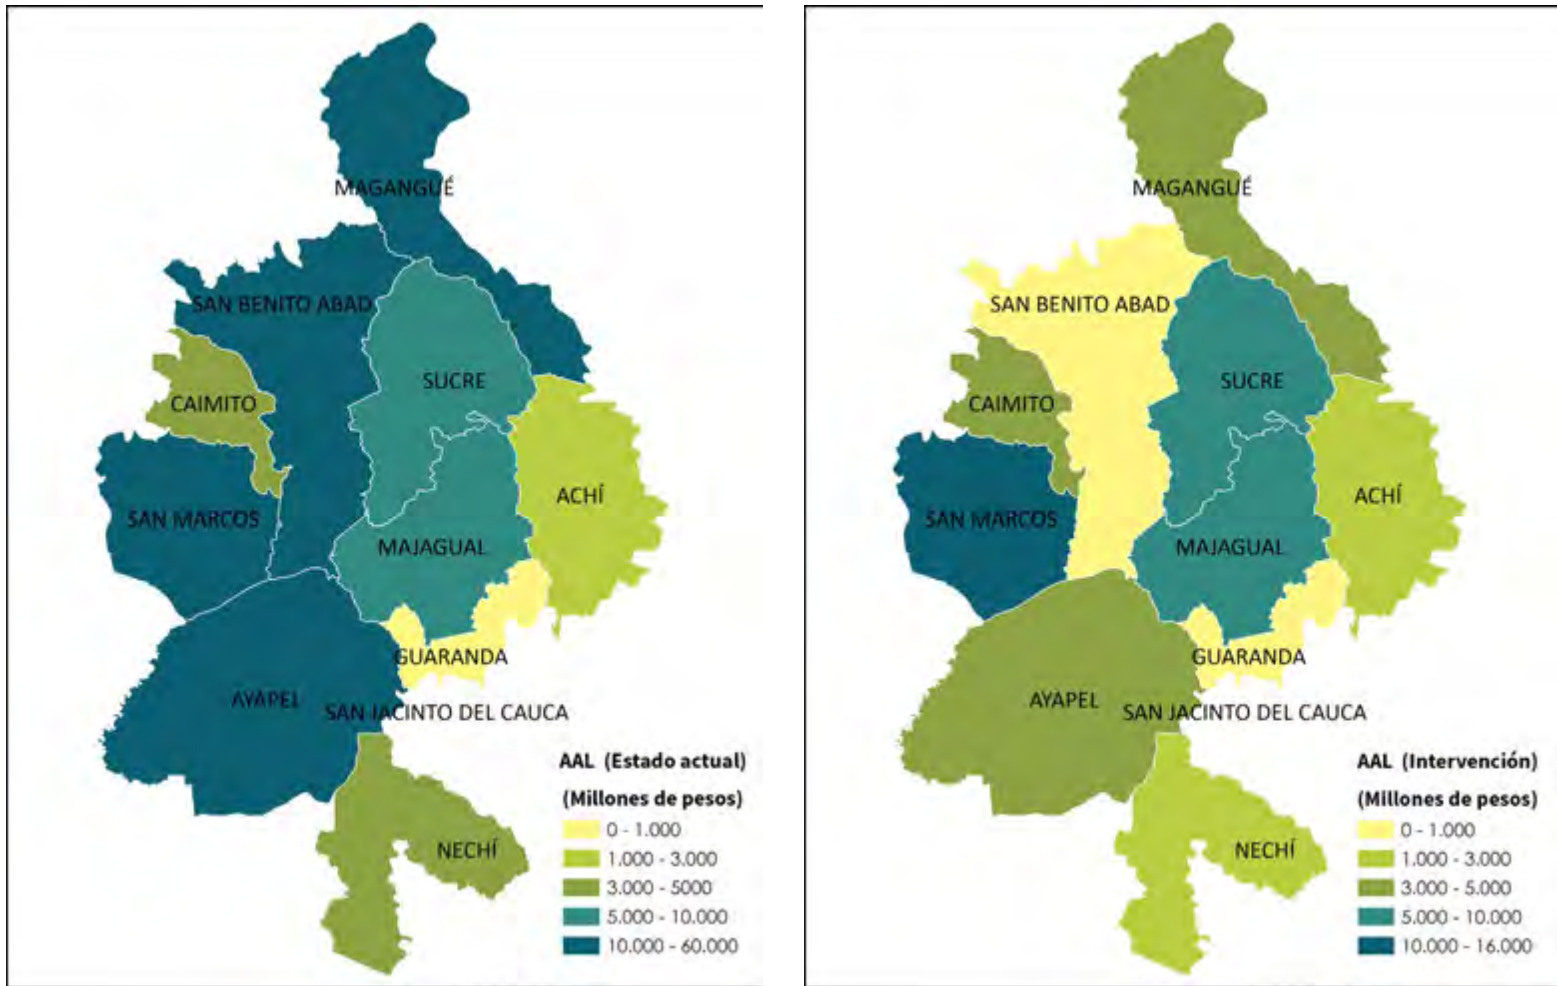 MAGANGUÉ
SAN BENITO ABAD
SUCRE
CAIMITO
ACHÍ
SAN MARCOS
MAJAGUAL
GUARANDA
AYAPEL
SAN JACINTO DEL CAUCA
NECHÍ
AAL (Estado actual)
(Millones de pesos)
0 - 1.000
1.000 - 3.000
3.000 - 5000
5.000 - 10.000
10.000 - 60.000
MAGANGUÉ
SAN BENITO ABAD
SUCRE
CAIMITO
ACHÍ
SAN MARCOS
MAJAGUAL
GUARANDA
AYAPEL
SAN JACINTO DEL CAUCA
NECHÍ
AAL (Intervención)
(Millones de pesos)
0 - 1.000
1.000 - 3.000
3.000 - 5.000
5.000 - 10.000
10.000 - 16.000